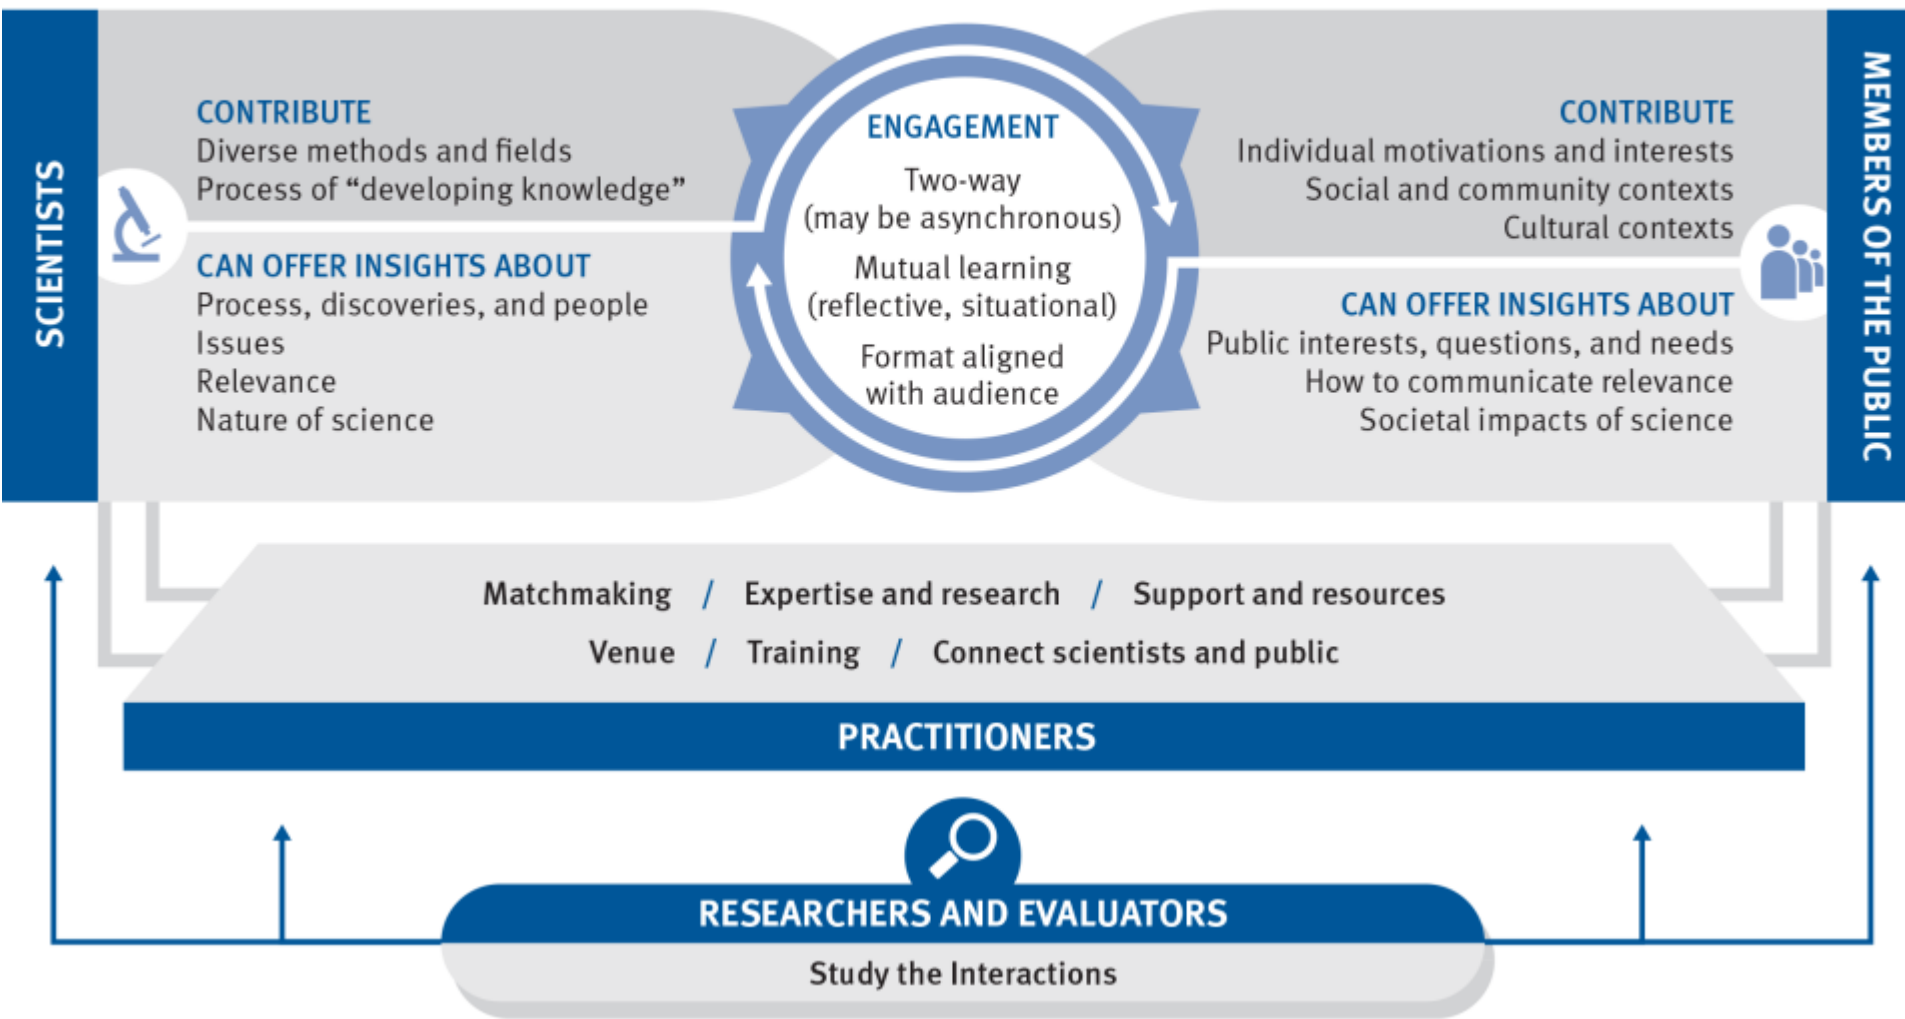 SCIENTISTS
CONTRIBUTE
Diverse methods and fields
Process of “developing knowledge”
CAN OFFER INSIGHTS ABOUT
Process, discoveries, and people
Issues
Relevance
Nature of science
ENGAGEMENT
Two-way
(may be asynchronous)
Mutual learning
(reflective, situational)
Format aligned
with audience
CONTRIBUTE
Individual motivations and interests
Social and community contexts
Cultural contexts
CAN OFFER INSIGHTS ABOUT
Public interests, questions, and needs
How to communicate relevance
Societal impacts of science
MEMBERS OF THE PUBLIC
Matchmaking / Expertise and research / Support and resources
Venue / Training / Connect scientists and public
PRACTITIONERS
RESEARCHERS AND EVALUATORS
Study the Interactions